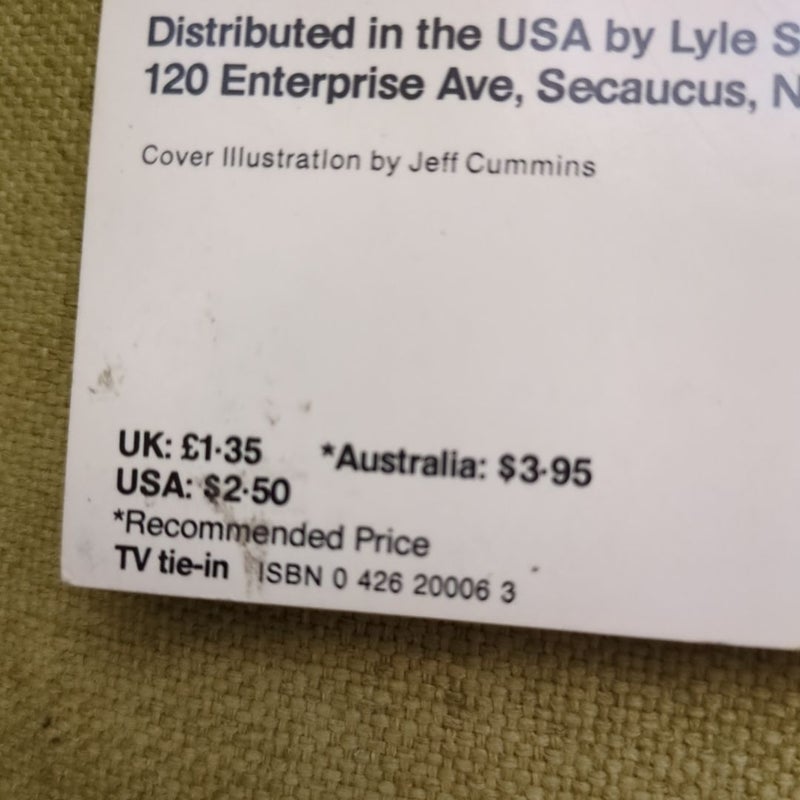 Distributed in the USA by Lyle S
120 Enterprise Ave, Secaucus, N
Cover Illustration by Jeff Cummins
UK: £1·35 *Australia: $3·95
USA: $2·50
*Recommended Price
TV tie-in ISBN 0 426 20006 3